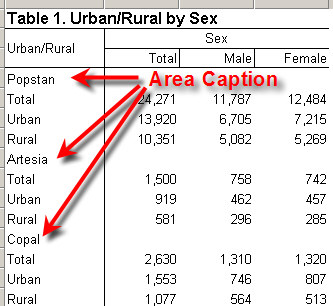 Table 1. Urban/Rural by Sex
Urban/Rural Sex
Total Male Female
Popstan Area Caption
Total 24,271 11,787 12,484
Urban 13,920 6,705 7,215
Rural 10,351 5,082 5,269
Artesia
Total 1,500 758 742
Urban 919 462 457
Rural 581 296 285
Copal
Total 2,630 1,310 1,320
Urban 1,553 746 807
Rural 1,077 564 513